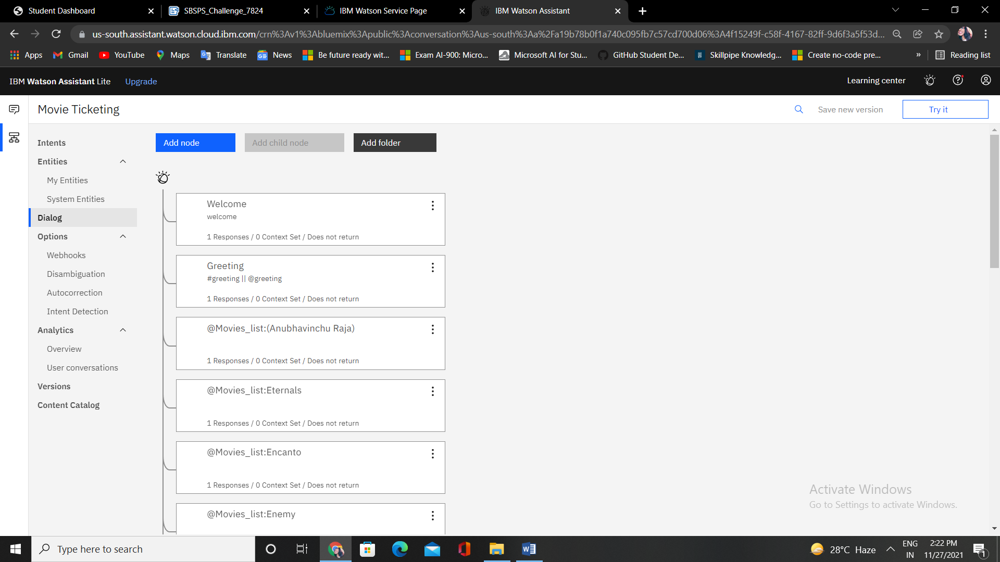 Student Dashboard
SBSPS_Challenge_7824
IBM Watson Service Page
IBM Watson Assistant
us-south.assistant.watson.cloud.ibm.com/crn%3Av1%3Abluemix%3Apublic%3Aconversation%3Aus-south%3Aa%2Fa19b78b0f1a740c095fb7c57cd700d06%3A4f15249f-c58f-4167-82ff-9d6f3a5f53d...
Apps
Gmail
YouTube
Maps
Translate
News
Be future ready wit...
Exam AI-900: Micro...
Microsoft AI for Stu...
GitHub Student De...
Skillpipe Knowledg...
Create no-code pre...
»
Reading list
IBM Watson Assistant Lite
Upgrade
Learning center
Movie Ticketing
Save new version
Try it
Intents
Entities
My Entities
System Entities
Dialog
Options
Webhooks
Disambiguation
Autocorrection
Intent Detection
Analytics
Overview
User conversations
Versions
Content Catalog
Add node
Add child node
Add folder
Welcome
welcome
1 Responses / 0 Context Set / Does not return
Greeting
#greeting || @greeting
1 Responses / 0 Context Set / Does not return
@Movies_list:(Anubhavinchu Raja)
1 Responses / 0 Context Set / Does not return
@Movies_list:Eternals
1 Responses / 0 Context Set / Does not return
@Movies_list:Encanto
1 Responses / 0 Context Set / Does not return
@Movies_list:Enemy
Activate Windows
Go to Settings to activate Windows.
Type here to search
28°C Haze
ENG
IN
2:22 PM
11/27/2021
1